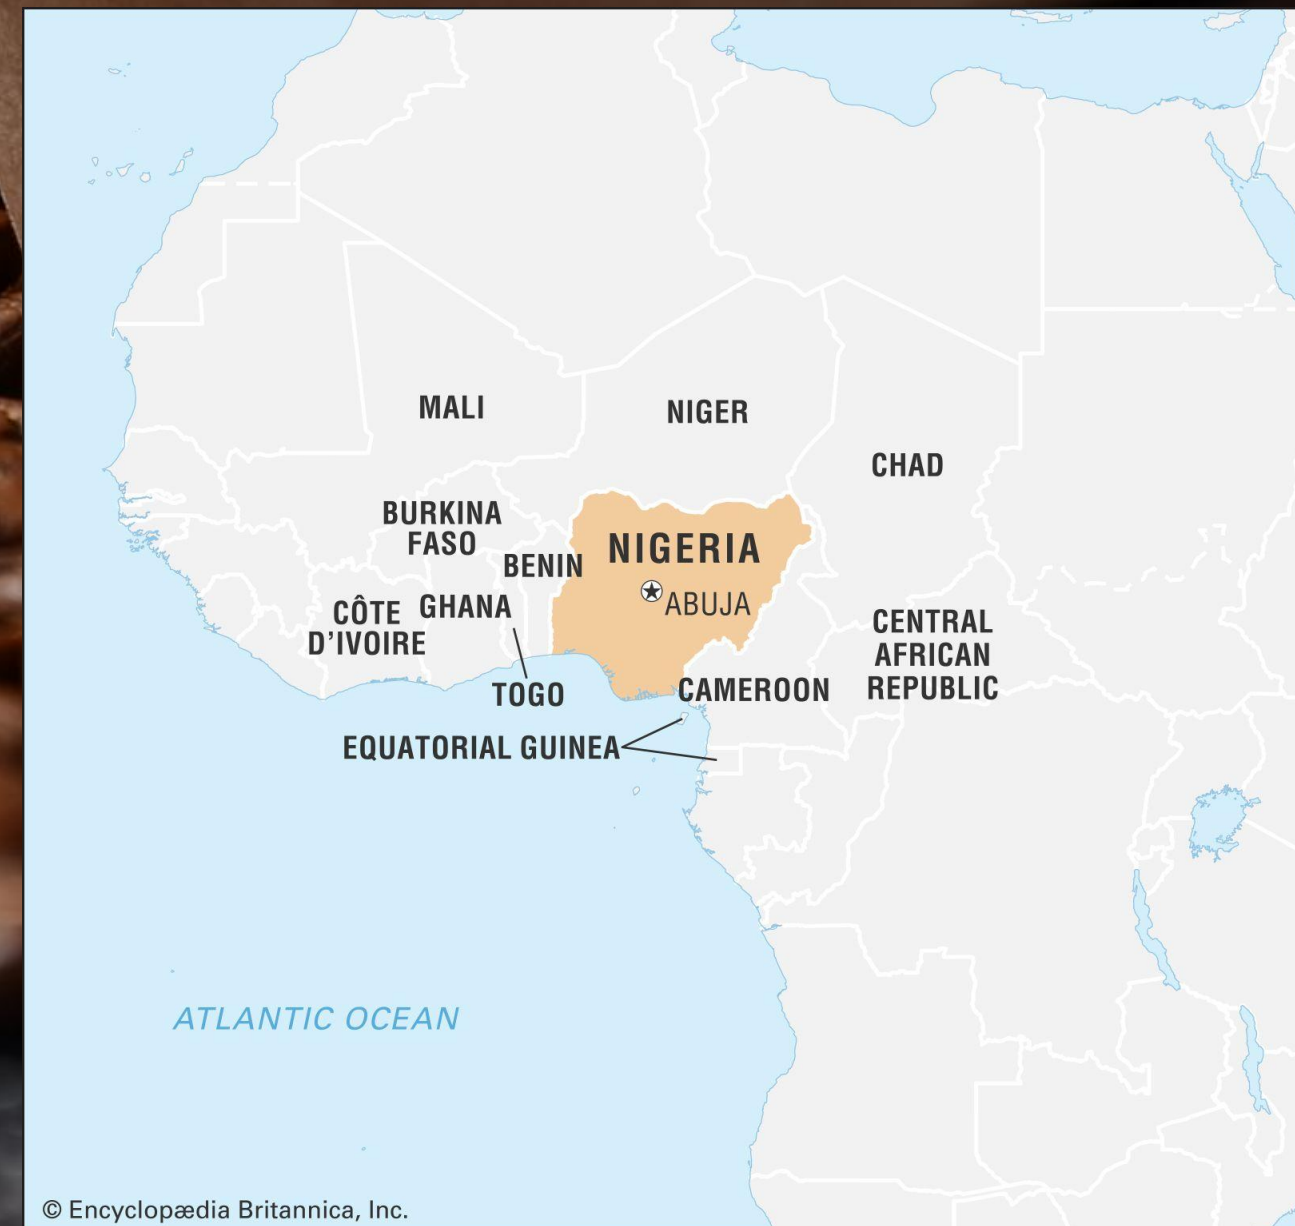 MALI
NIGER
CHAD
BURKINA
FASO
BENIN
NIGERIA
ABUJA
CÔTE
D'IVOIRE
GHANA
CENTRAL
AFRICAN
REPUBLIC
TOGO
CAMEROON
EQUATORIAL GUINEA
ATLANTIC OCEAN
© Encyclopædia Britannica, Inc.